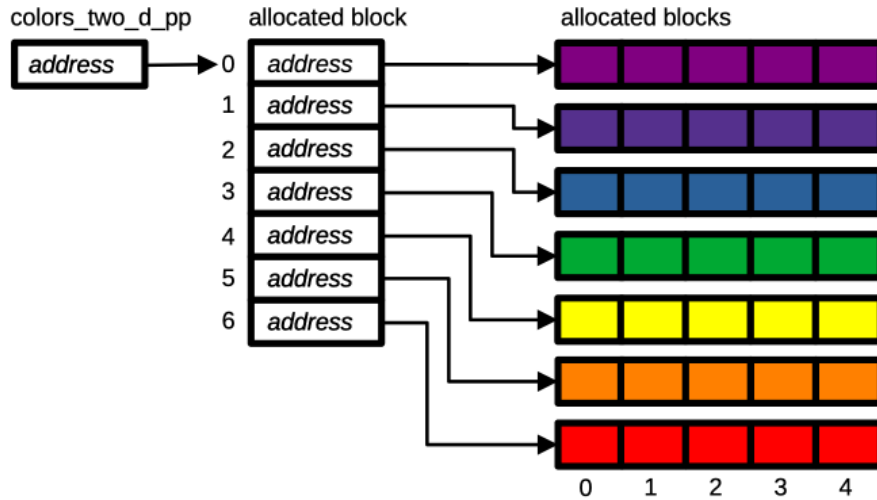 colors_two_d_pp allocated block allocated blocks
address 0 address
1 address
2 address
3 address
4 address
5 address
6 address
0 1 2 3 4